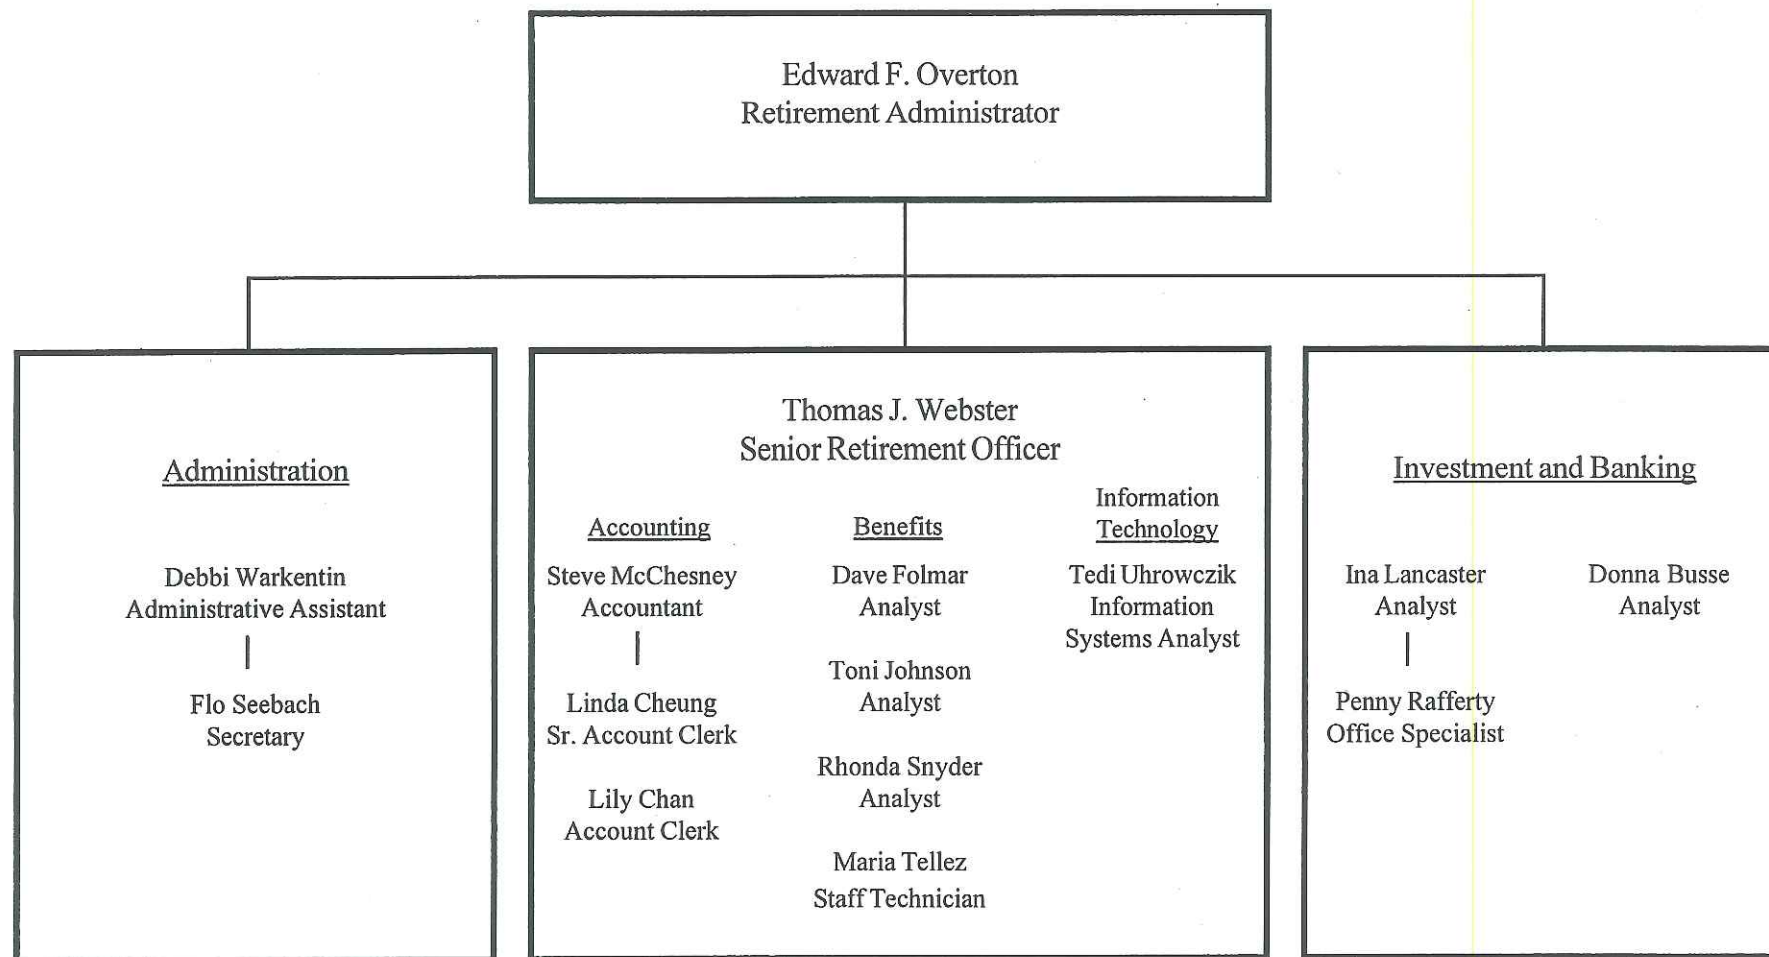 Edward F. Overton
Retirement Administrator
Administration
Debbi Warkentin
Administrative Assistant
Flo Seebach
Secretary
Thomas J. Webster
Senior Retirement Officer
Accounting
Steve McChesney
Accountant
Linda Cheung
Sr. Account Clerk
Lily Chan
Account Clerk
Benefits
Dave Folmar
Analyst
Toni Johnson
Analyst
Rhonda Snyder
Analyst
Maria Tellez
Staff Technician
Information
Technology
Tedi Uhrowczik
Information
Systems Analyst
Investment and Banking
Ina Lancaster
Analyst
Penny Rafferty
Office Specialist
Donna Busse
Analyst